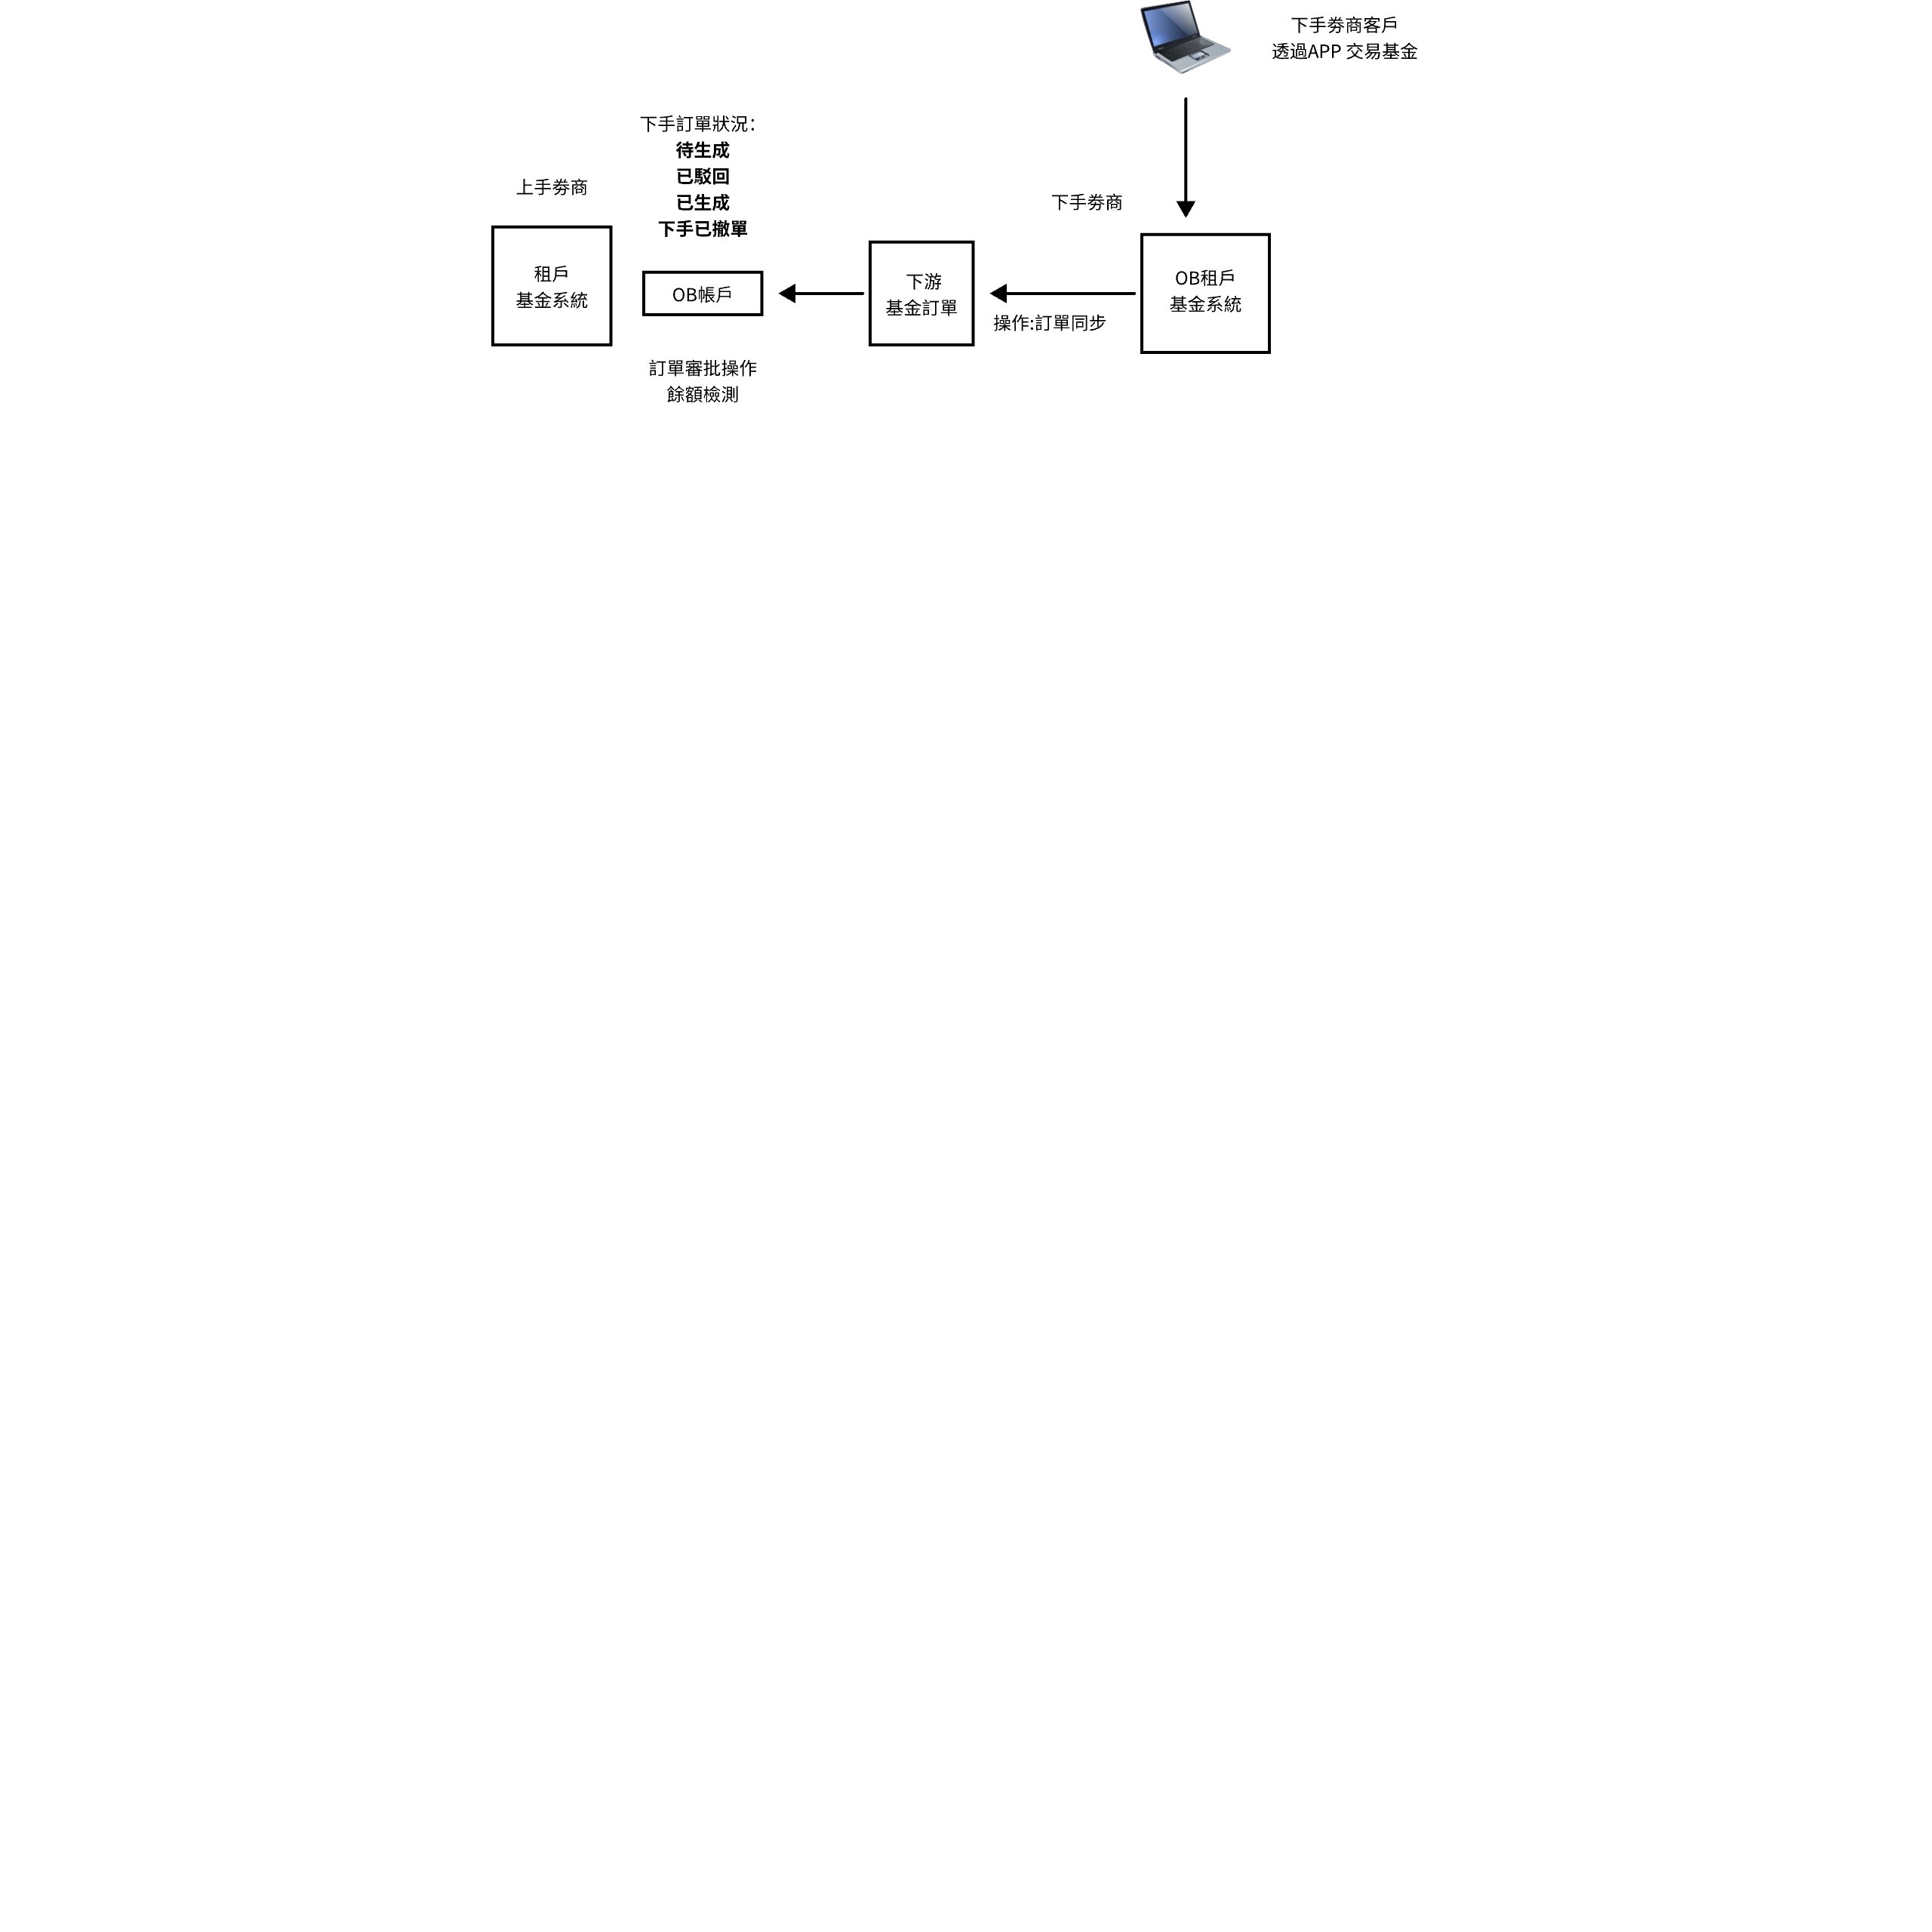 下手劵商客戶
透過APP 交易基金
下手訂單狀況：
待生成
已駁回
已生成
下手已撤單
上手劵商
下手劵商
租戶
基金系統
OB帳戶
下游
基金訂單
OB租戶
基金系統
操作:訂單同步
訂單審批操作
餘額檢測